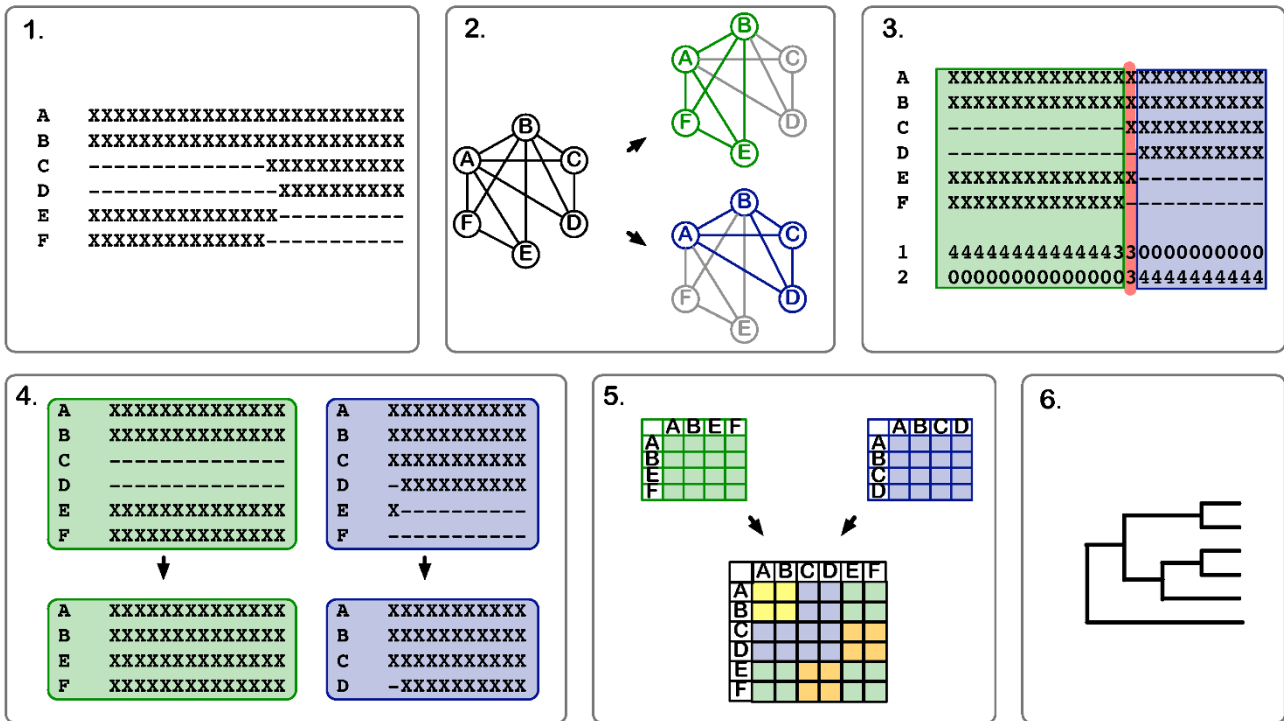 1.
A XXXXXXXXXXXXXXXXXXXXXXXXX
B XXXXXXXXXXXXXXXXXXXXXXXXX
C --------------XXXXXXXXXXX
D ---------------XXXXXXXXXX
E XXXXXXXXXXXXXXX----------
F XXXXXXXXXXXXXX-----------
2.
B
A C
F D
E
B
A C
F D
E
B
A C
F D
E
3.
A XXXXXXXXXXXXXXXXXXXXXXXXX
B XXXXXXXXXXXXXXXXXXXXXXXXX
C --------------XXXXXXXXXXX
D ---------------XXXXXXXXXX
E XXXXXXXXXXXXXXX----------
F XXXXXXXXXXXXXX-----------
1 4444444444444330000000000
2 0000000000000034444444444
4.
A XXXXXXXXXXXXXX
B XXXXXXXXXXXXXX
C --------------
D --------------
E XXXXXXXXXXXXXX
F XXXXXXXXXXXXXX
A XXXXXXXXXXX
B XXXXXXXXXXX
C XXXXXXXXXXX
D -XXXXXXXXXX
E X----------
F -----------
A XXXXXXXXXXXXXX
B XXXXXXXXXXXXXX
E XXXXXXXXXXXXXX
F XXXXXXXXXXXXXX
A XXXXXXXXXXX
B XXXXXXXXXXX
C XXXXXXXXXXX
D -XXXXXXXXXX
5.
A B E F
A
B
E
F
A B C D
A
B
C
D
A B C D E F
A
B
C
D
E
F
6.